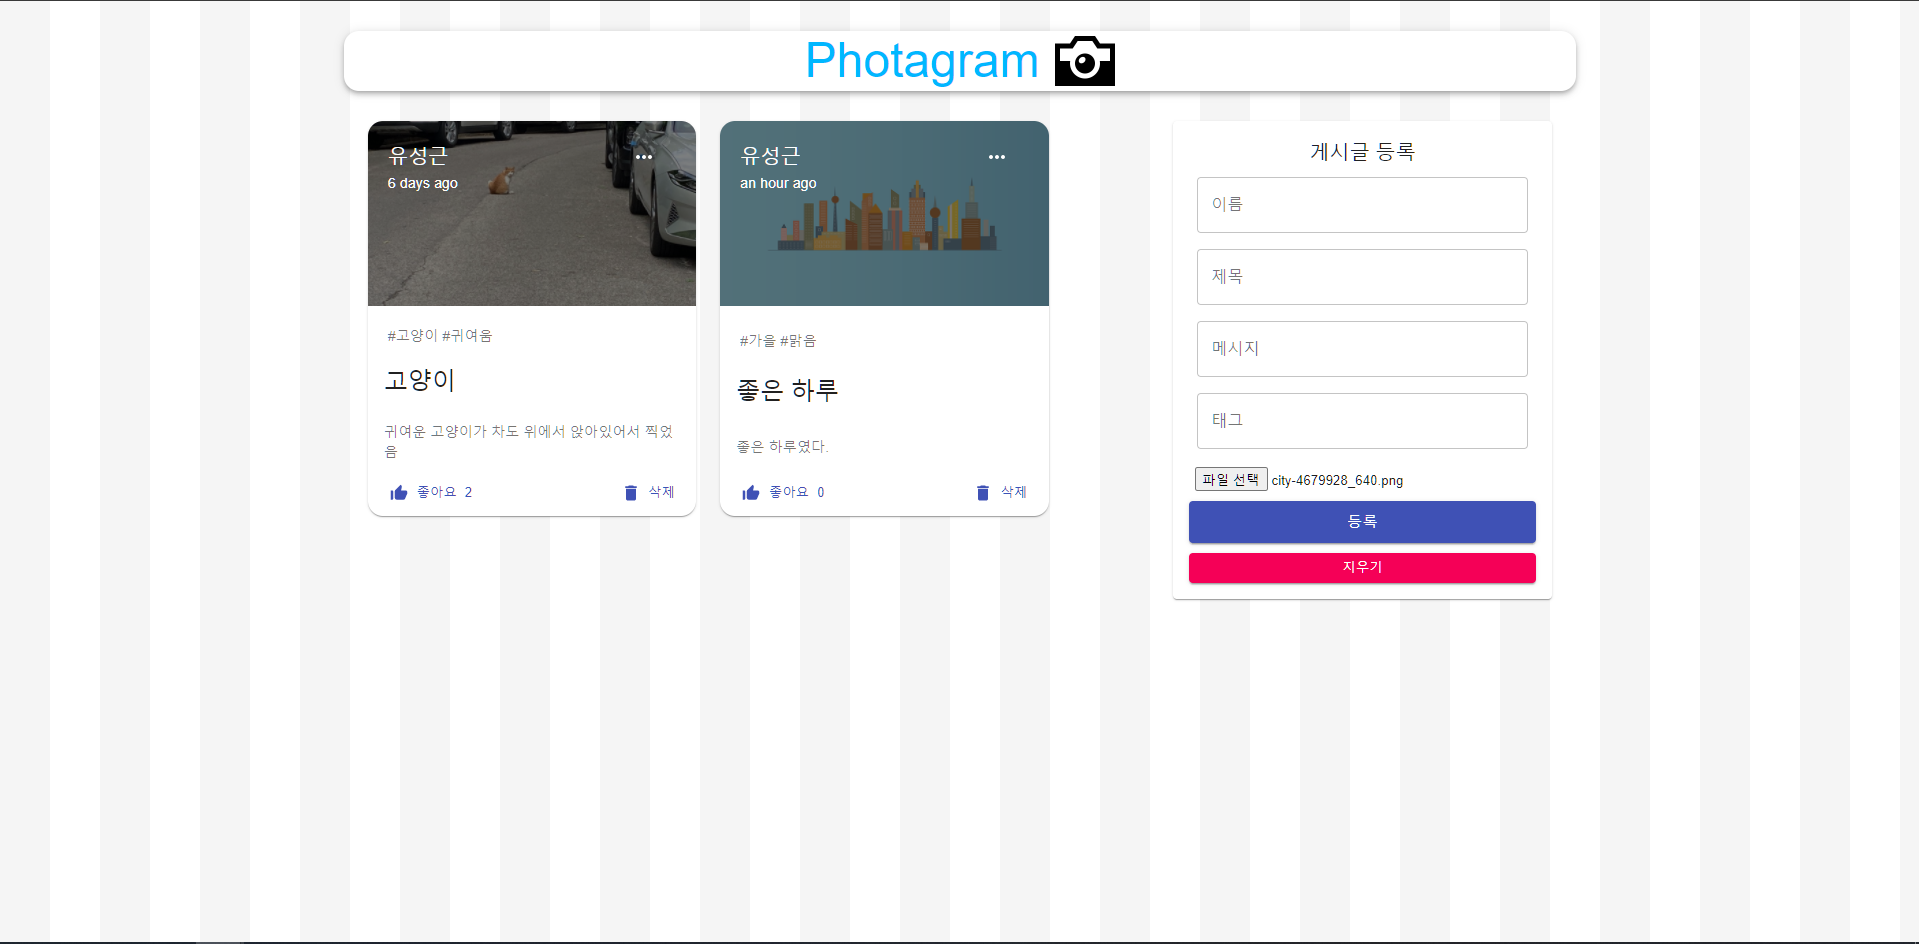 Photagram
유성근
6 days ago
#고양이 #귀여움
고양이
귀여운 고양이가 차도 위에서 앉아있어서 찍었
음
좋아요 2
삭제
유성근
an hour ago
#가을 #맑음
좋은 하루
좋은 하루였다.
좋아요 0
삭제
게시글 등록
이름
제목
메시지
태그
파일 선택 city-4679928_640.png
등록
지우기